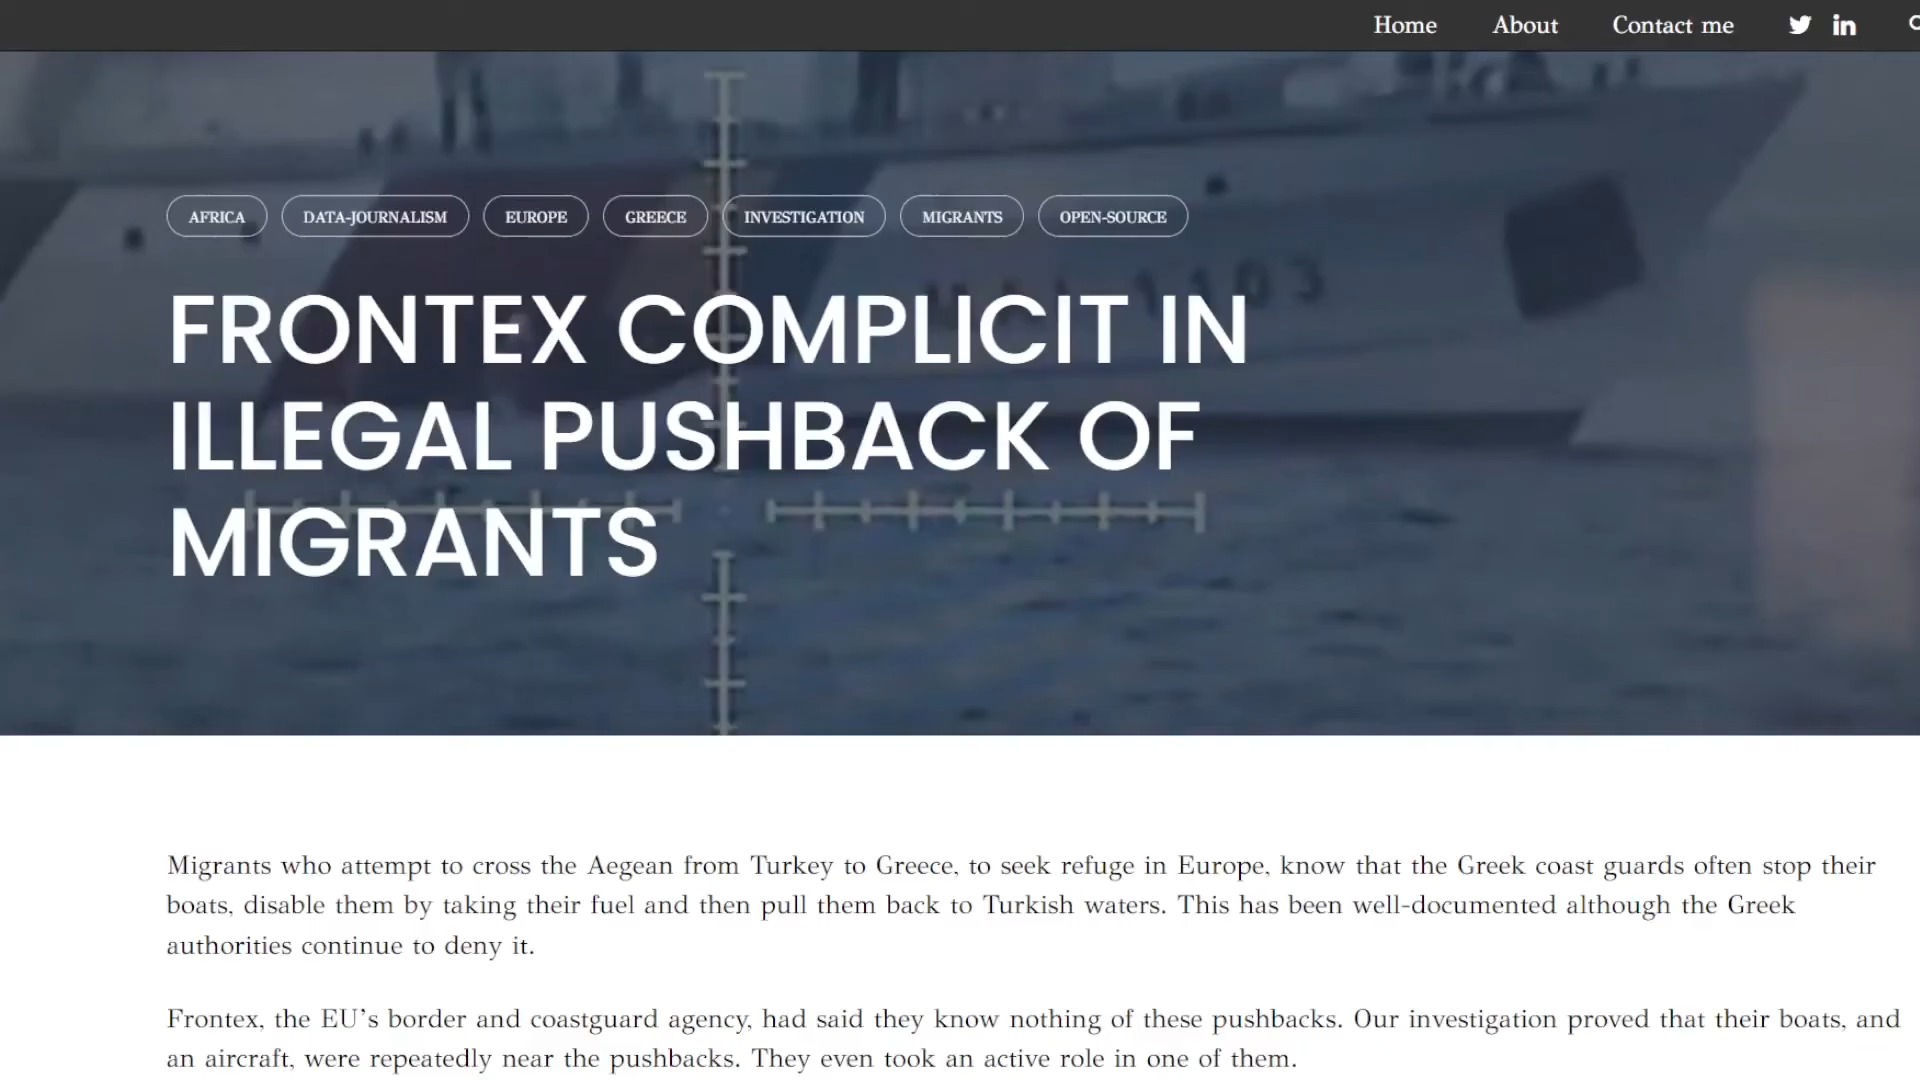 Home About Contact me
AFRICA DATA-JOURNALISM EUROPE GREECE INVESTIGATION MIGRANTS OPEN-SOURCE
FRONTEX COMPLICIT IN
ILLEGAL PUSHBACK OF
MIGRANTS
Migrants who attempt to cross the Aegean from Turkey to Greece, to seek refuge in Europe, know that the Greek coast guards often stop their
boats, disable them by taking their fuel and then pull them back to Turkish waters. This has been well-documented although the Greek
authorities continue to deny it.
Frontex, the EU’s border and coastguard agency, had said they know nothing of these pushbacks. Our investigation proved that their boats, and
an aircraft, were repeatedly near the pushbacks. They even took an active role in one of them.